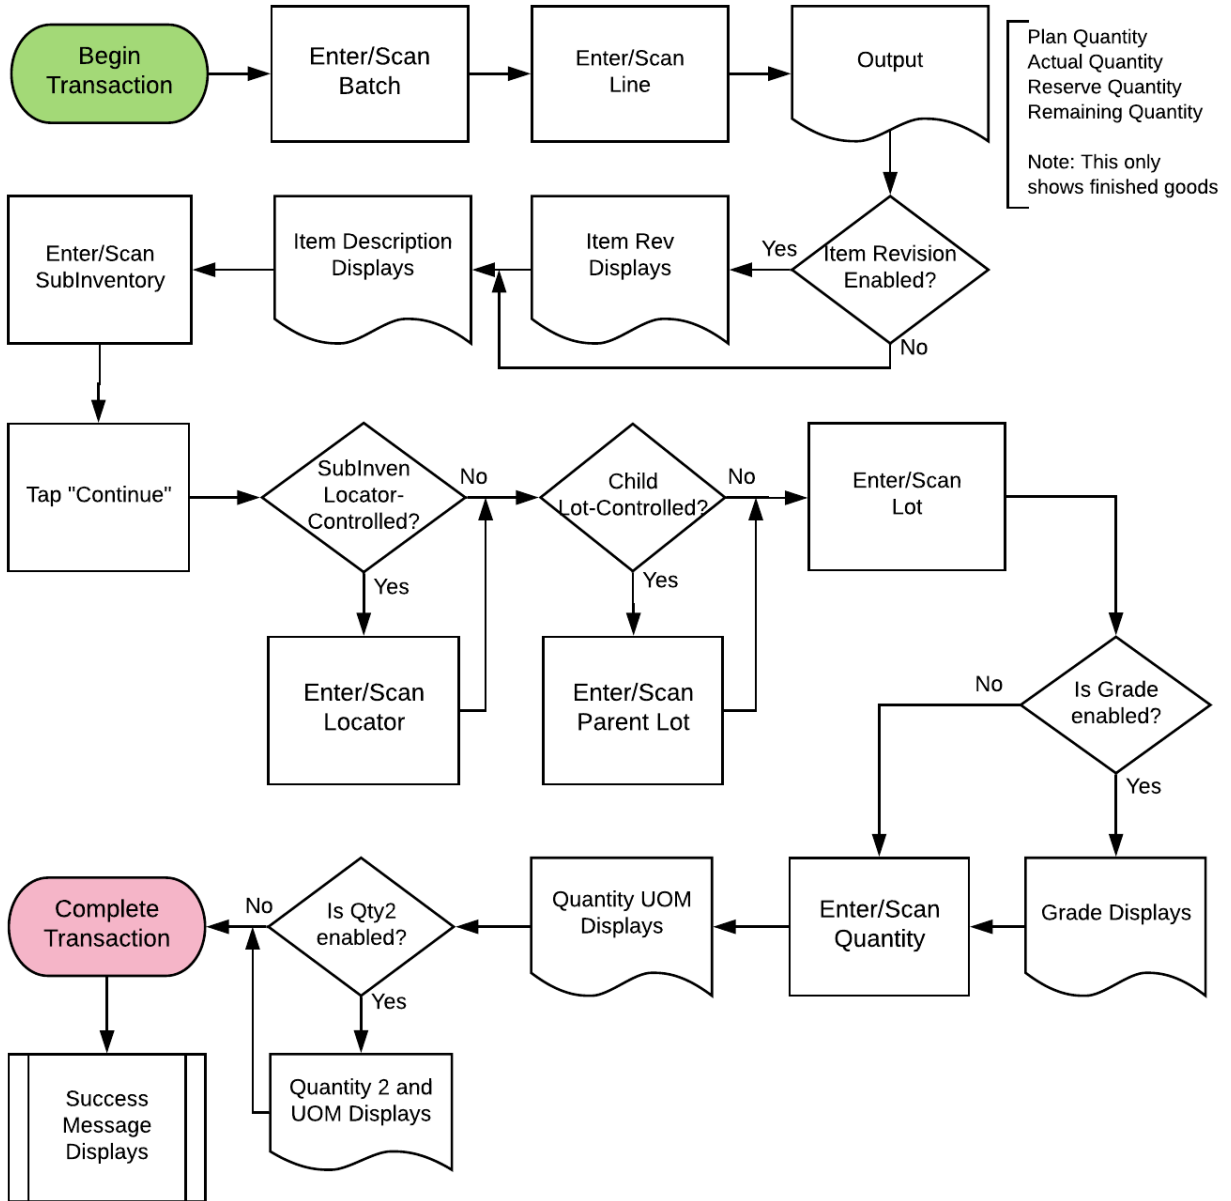 Begin
Transaction
Enter/Scan
Batch
Enter/Scan
Line
Output
Plan Quantity
Actual Quantity
Reserve Quantity
Remaining Quantity
Note: This only
shows finished goods
Enter/Scan
SubInventory
Item Description
Displays
Item Rev
Displays
Yes
Item Revision
Enabled?
No
Tap "Continue"
SubInven
Locator-
Controlled?
No
Yes
Child
Lot-Controlled?
No
Yes
Enter/Scan
Lot
Enter/Scan
Locator
Enter/Scan
Parent Lot
No
Is Grade
enabled?
Yes
Complete
Transaction
No
Is Qty2
enabled?
Yes
Quantity UOM
Displays
Enter/Scan
Quantity
Grade Displays
Success
Message
Displays
Quantity 2 and
UOM Displays